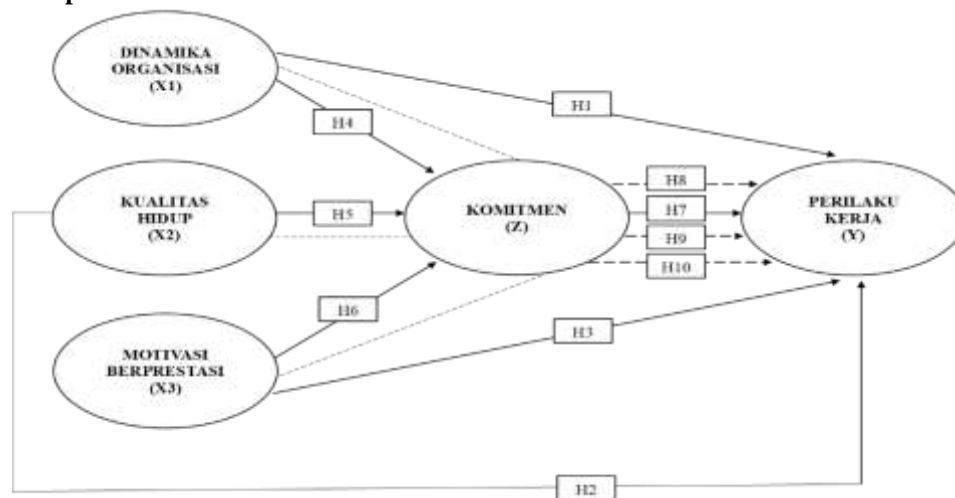 DINAMIKA
ORGANISASI
(X1)
H1
H4
KUALITAS
HIDUP
(X2)
H5
KOMITMEN
(Z)
H8
H7
H9
H10
PERILAKU
KERJA
(Y)
H6
H3
MOTIVASI
BERPRESTASI
(X3)
H2